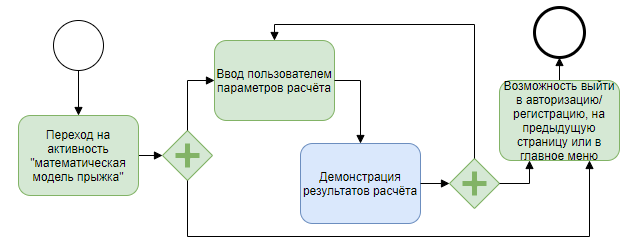 Переход на
активность
"математическая
модель прыжка"
Ввод пользователем
параметров расчёта
Демонстрация
результатов расчёта
Возможность выйти
в авторизацию/
регистрацию, на
предыдущую
страницу или в
главное меню